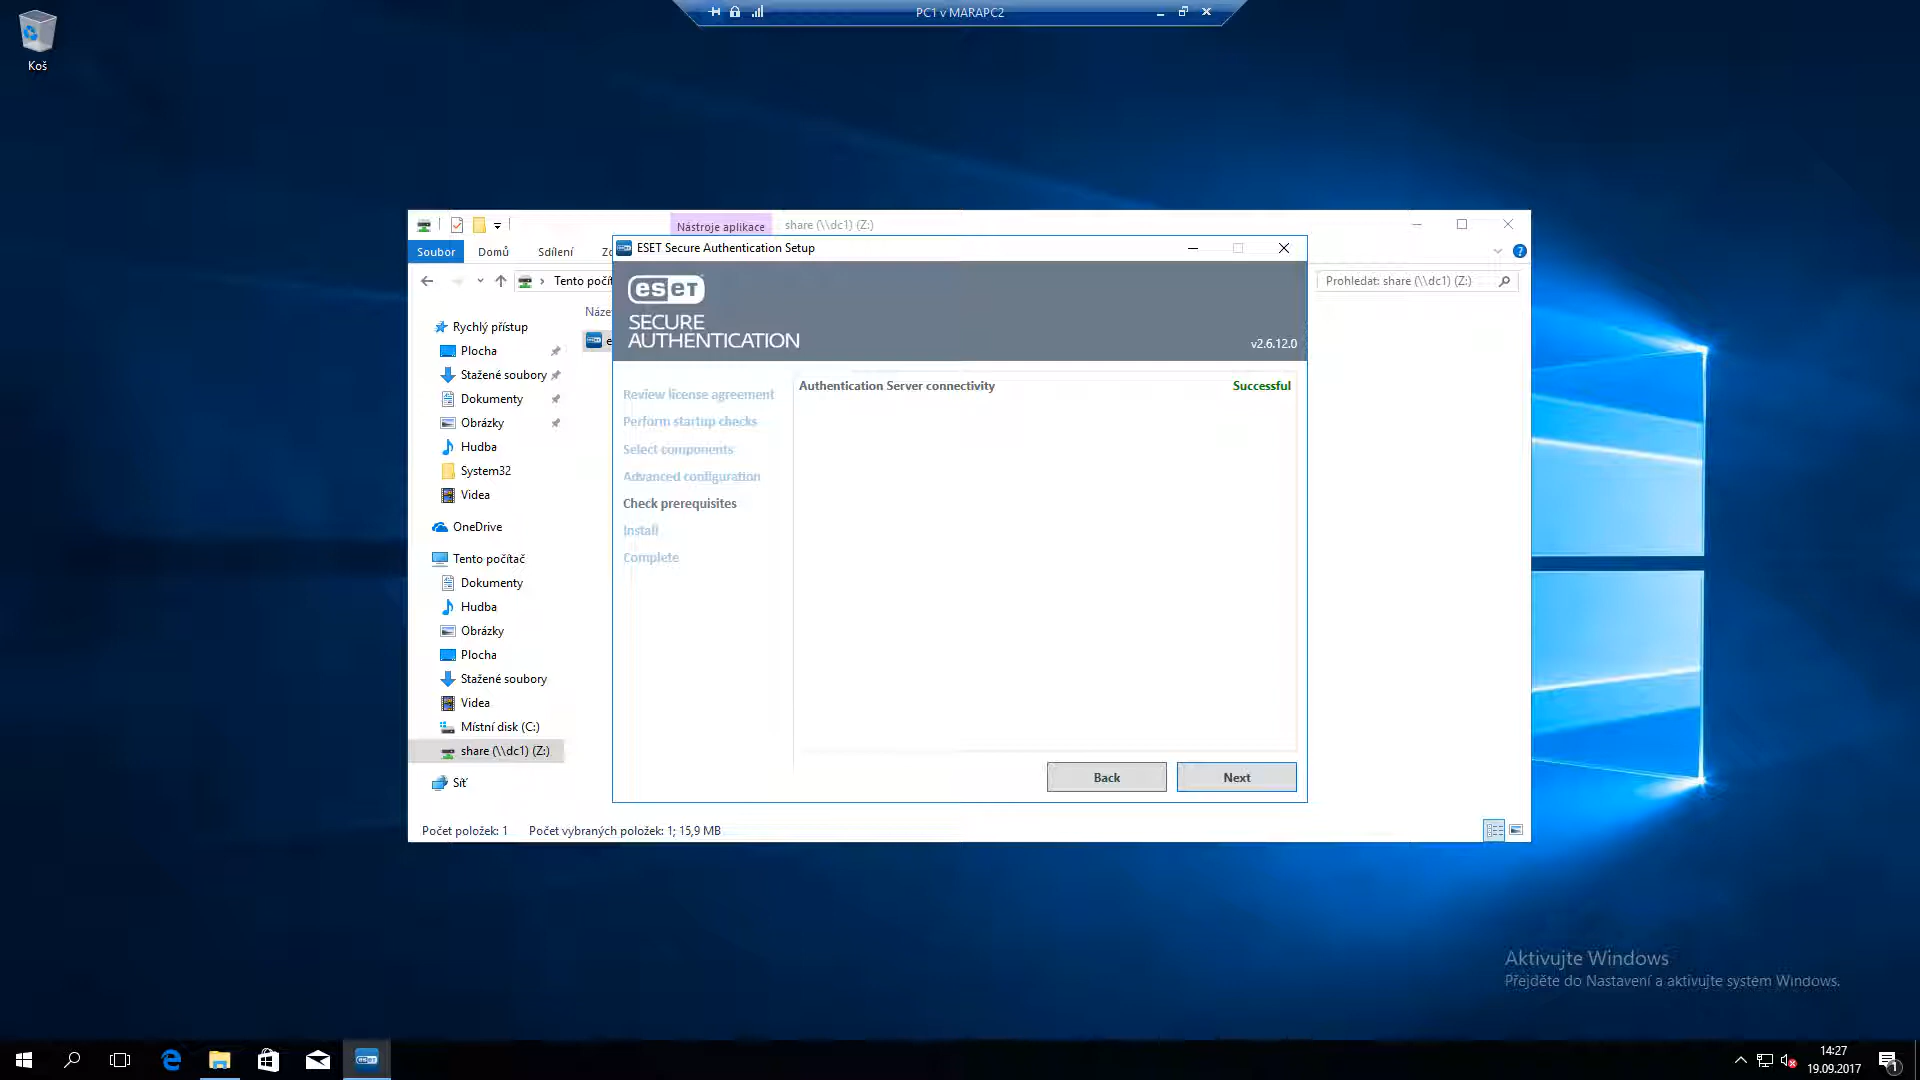 Koš
PC1 v MARAPC2
Nástroje aplikace
share (\\dc1) (Z:)
Soubor
Domů
Sdílení
ESET Secure Authentication Setup
Tento počít
Prohledat: share (\\dc1) (Z:)
eseT
SECURE
AUTHENTICATION
v2.6.12.0
Rychlý přístup
Plocha
Stažené soubory
Dokumenty
Obrázky
Hudba
System32
Videa
OneDrive
Tento počítač
Dokumenty
Hudba
Obrázky
Plocha
Stažené soubory
Videa
Místní disk (C:)
share (\\dc1) (Z:)
Síť
Review license agreement
Perform startup checks
Select components
Advanced configuration
Check prerequisites
Install
Complete
Authentication Server connectivity
Successful
Back
Next
Počet položek: 1
Počet vybraných položek: 1; 15,9 MB
Aktivujte Windows
Přejděte do Nastavení a aktivujte systém Windows.
14:27
19.09.2017
1